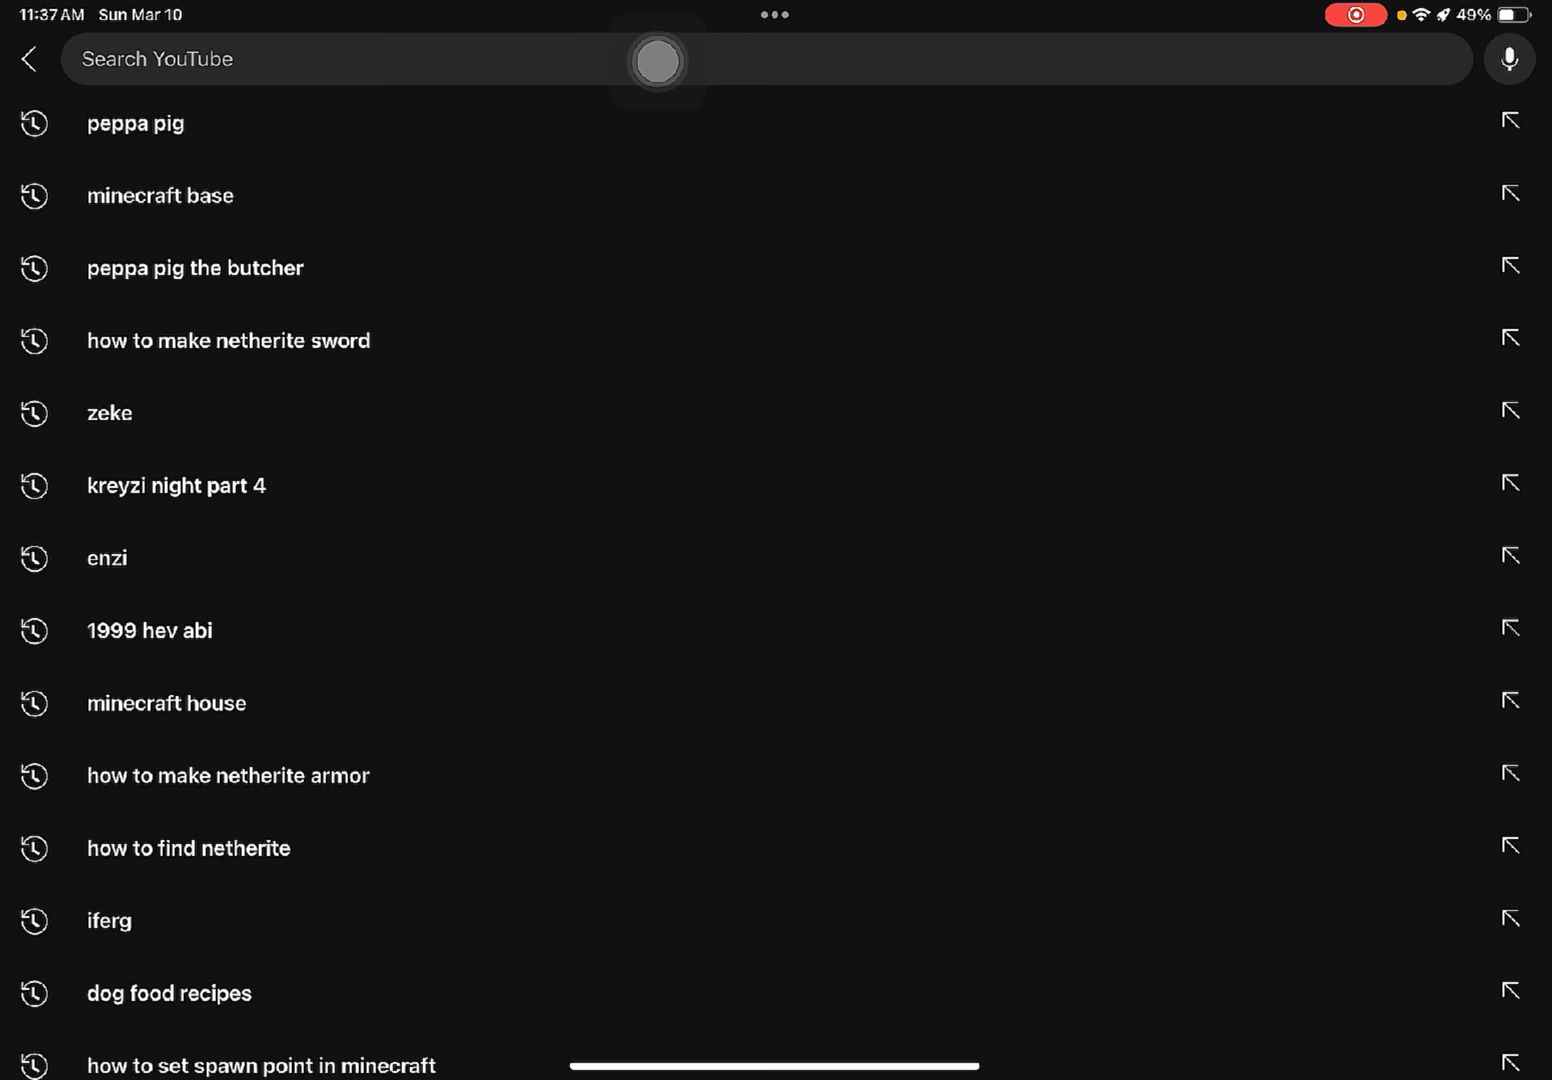 11:37 AM Sun Mar 10
49%
Search YouTube
peppa pig
minecraft base
peppa pig the butcher
how to make netherite sword
zeke
kreyzi night part 4
enzi
1999 hev abi
minecraft house
how to make netherite armor
how to find netherite
iferg
dog food recipes
how to set spawn point in minecraft